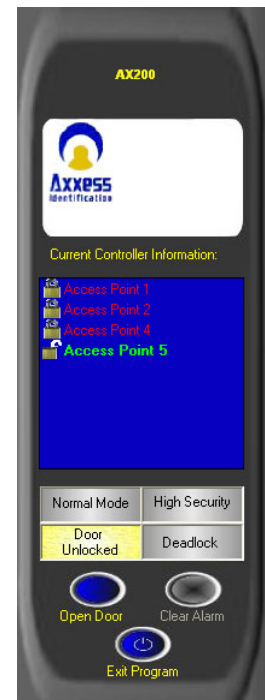 AX200
Axxess
Identification
Current Controller Information:
Access Point 1
Access Point 2
Access Point 4
Access Point 5
Normal Mode
High Security
Door
Unlocked
Deadlock
Open Door
Clear Alarm
Exit Program